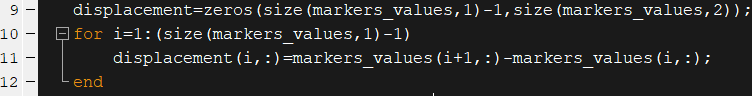 9 – displacement=zeros(size(markers_values,1)-1,size(markers_values,2));
10 – for i=1:(size(markers_values,1)-1)
11 – displacement(i,:)=markers_values(i+1,:)-markers_values(i,:);
12 – end